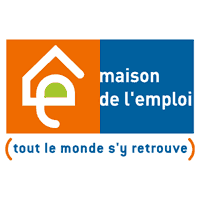 maison
de l'emploi
(tout le monde s'y retrouve)